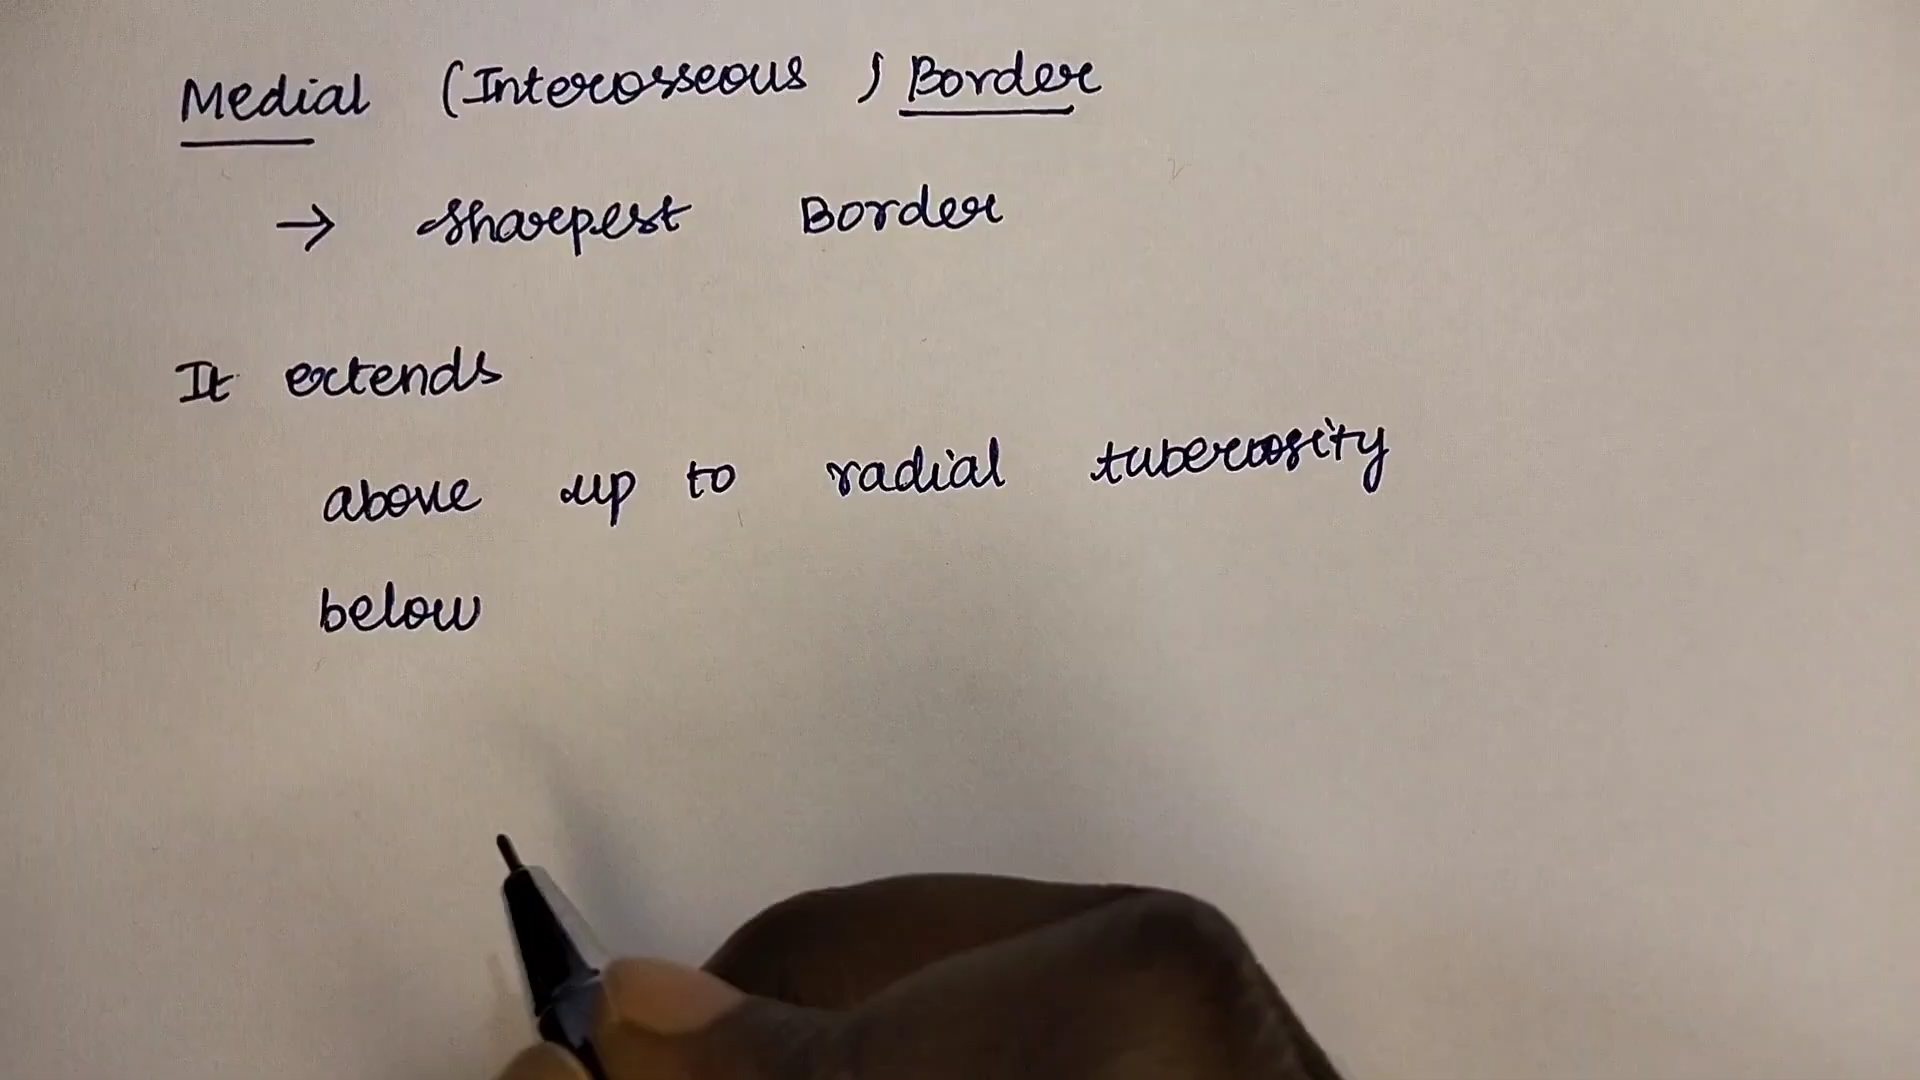 Medial (Interosseous) Border
→ sharpest Border
It extends
above up to radial tuberosity
below